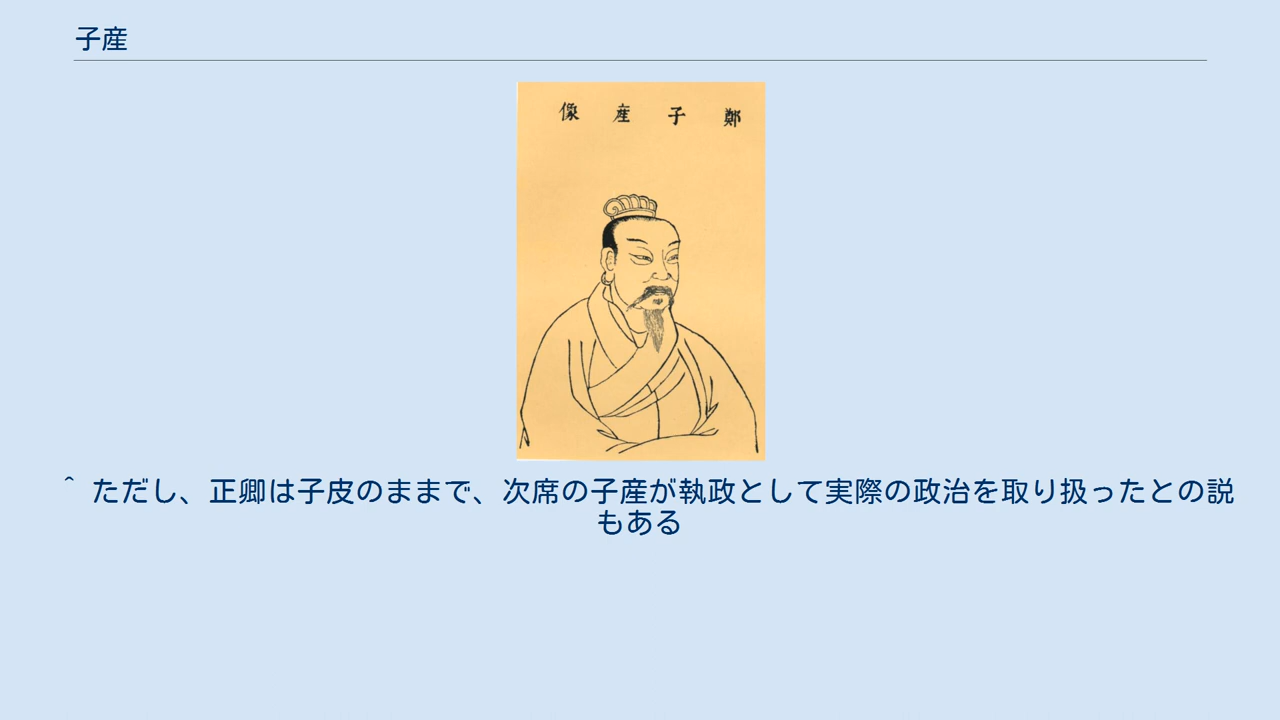 子産
鄭子産像
^ ただし、正卿は子皮のままで、次席の子産が執政として実際の政治を取り扱ったとの説
もある